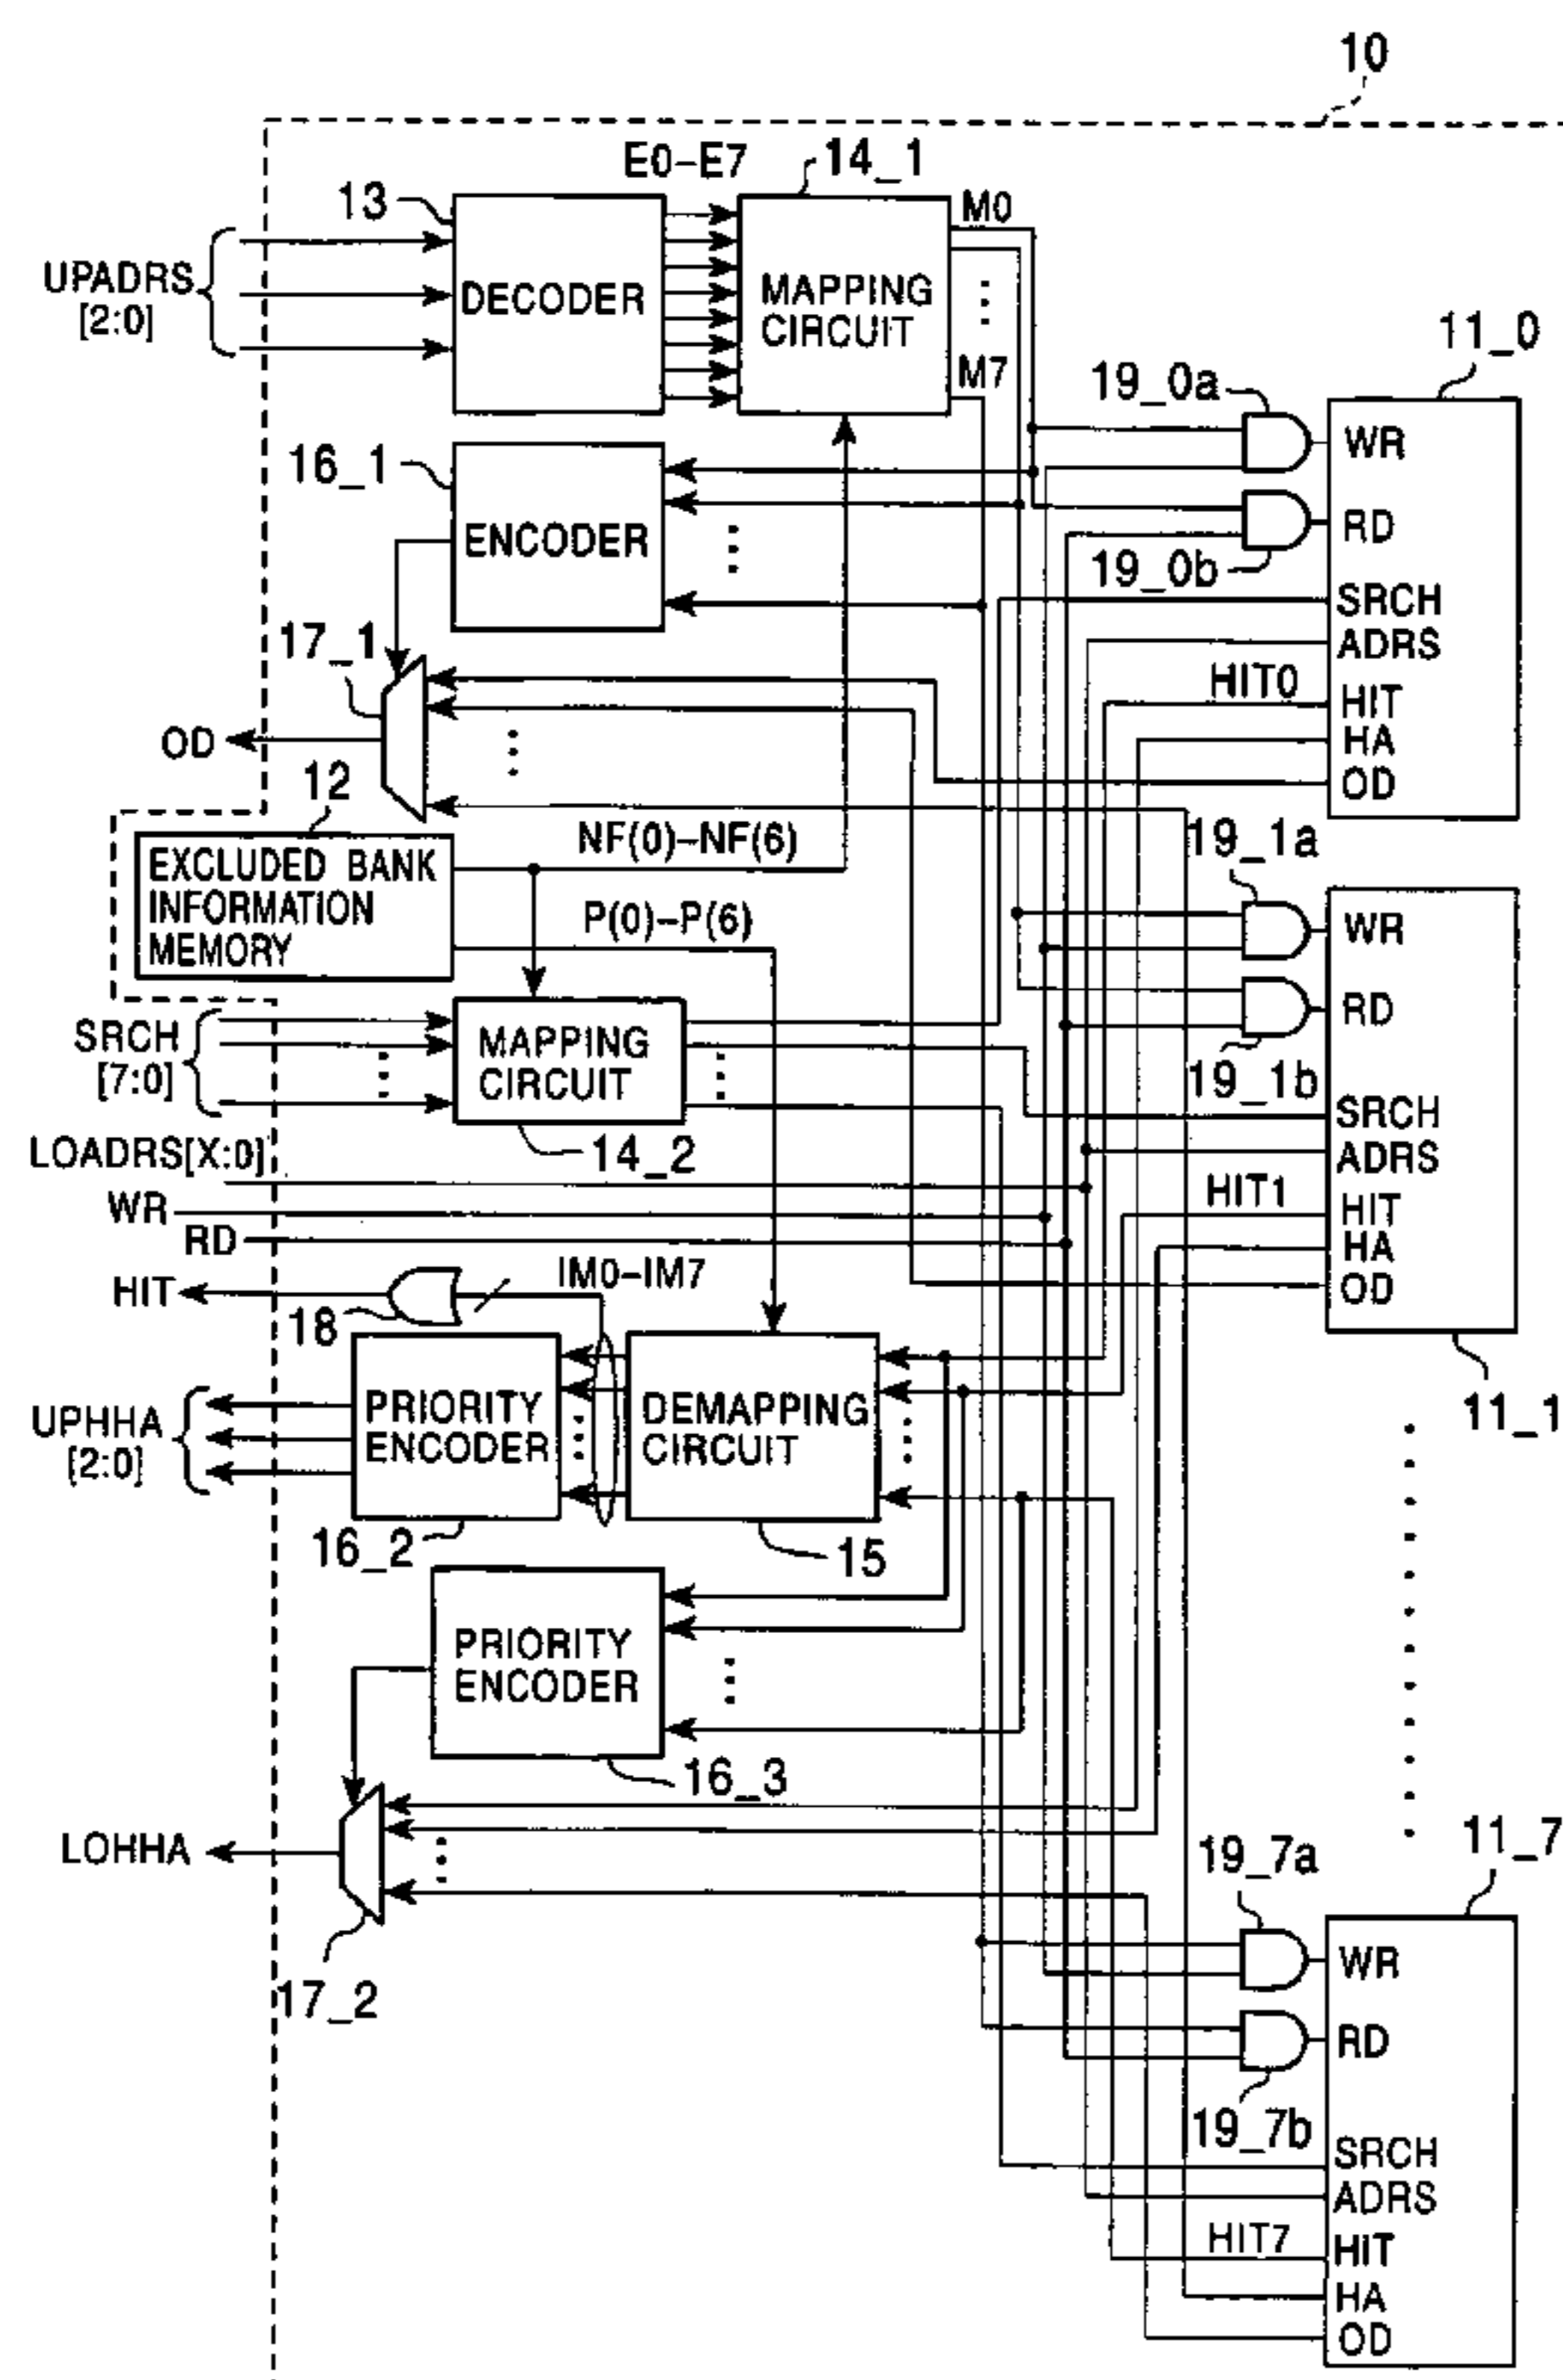 10
E0-E7
14_1
13
M0
UPADRS
[2:0]
DECODER
MAPPING
CIRCUIT
M7
11_0
19_0a
WR
16_1
ENCODER
RD
19_0b
SRCH
ADRS
17_1
HIT0
HIT
HA
OD
OD
12
NF(0)-NF(6)
19_1a
EXCLUDED BANK
INFORMATION
MEMORY
P(0)-P(6)
WR
RD
SRCH
[7:0]
MAPPING
CIRCUIT
19_1b
SRCH
14_2
ADRS
LOADRS[X:0]
WR
HIT1
HIT
RD
HA
IM0-IM7
OD
HIT
18
UPHHA
[2:0]
PRIORITY
ENCODER
DEMAPPING
CIRCUIT
11_1
16_2
15
PRIORITY
ENCODER
16_3
LOHHA
11_7
19_7a
WR
17_2
RD
19_7b
SRCH
ADRS
HIT7
HIT
HA
OD